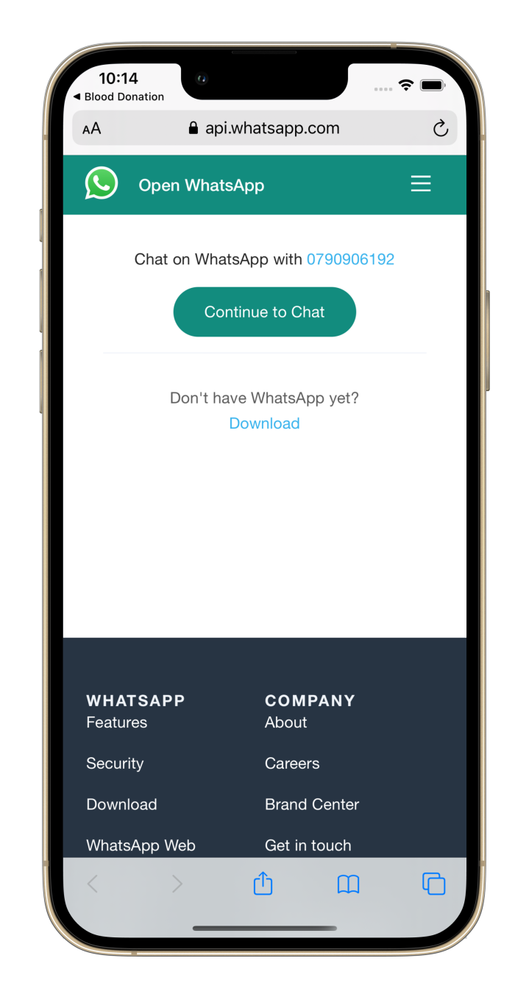 10:14
◀ Blood Donation
AA api.whatsapp.com
Open WhatsApp
Chat on WhatsApp with 0790906192
Continue to Chat
Don't have WhatsApp yet?
Download
WHATSAPP COMPANY
Features About
Security Careers
Download Brand Center
WhatsApp Web Get in touch